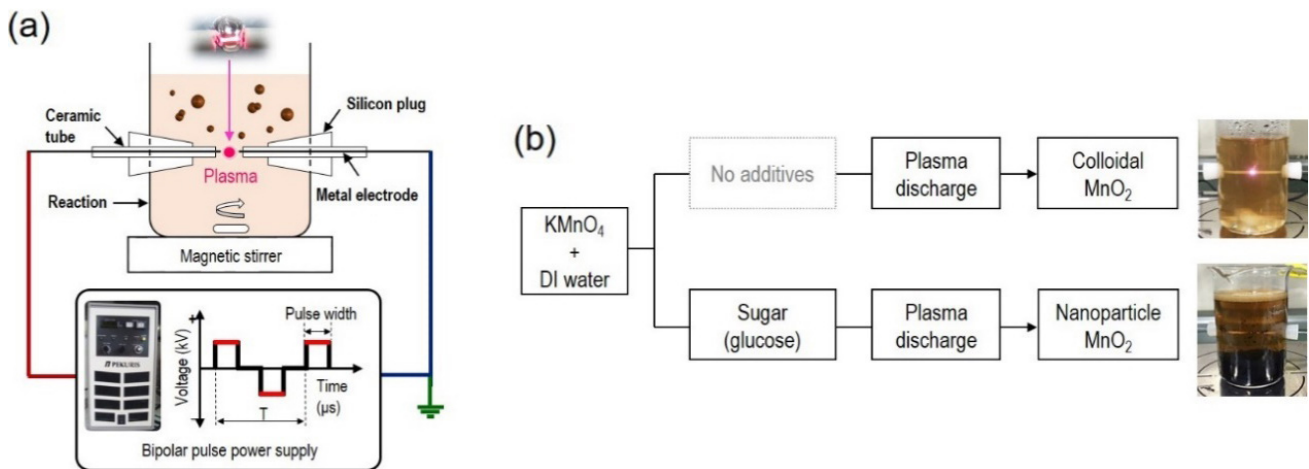 (a)
Ceramic
tube
Silicon plug
Plasma
Metal electrode
Reaction
Magnetic stirrer
Pulse width
+
Voltage (kV)
Time
(μs)
T
−
Bipolar pulse power supply
(b)
KMnO4
+
DI water
No additives
Plasma
discharge
Colloidal
MnO2
Sugar
(glucose)
Plasma
discharge
Nanoparticle
MnO2